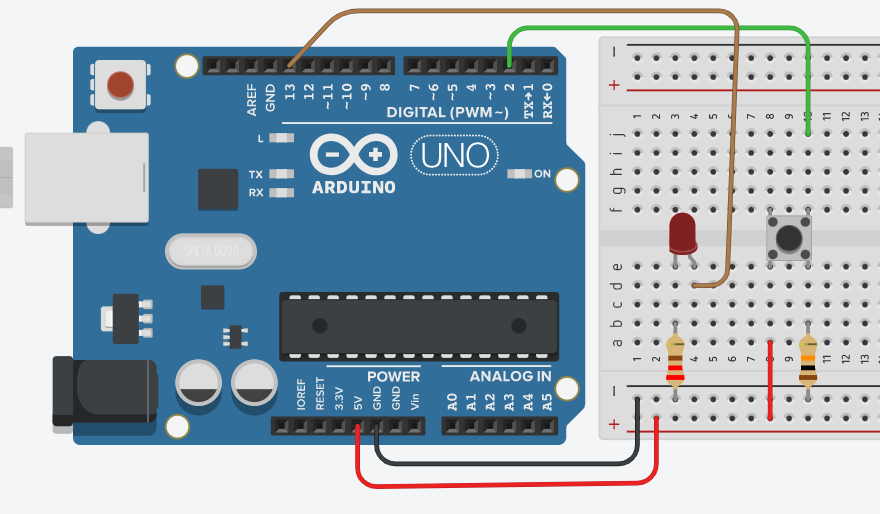 AREF
GND
13
12
~11
~10
~9
8
7
~6
~5
4
~3
2
TX→1
RX←0
DIGITAL (PWM~)
L
TX
RX
ARDUINO
UNO
ON
SPK16.000G
POWER
ANALOG IN
IOREF
RESET
3.3V
5V
GND
GND
Vin
A0
A1
A2
A3
A4
A5
− +
1 2 3 4 5 6 7 8 9 10 11 12 13
j
i
h
g
f
e
d
c
b
a
1 2 3 4 5 6 7 8 9 10 11 12 13
− +